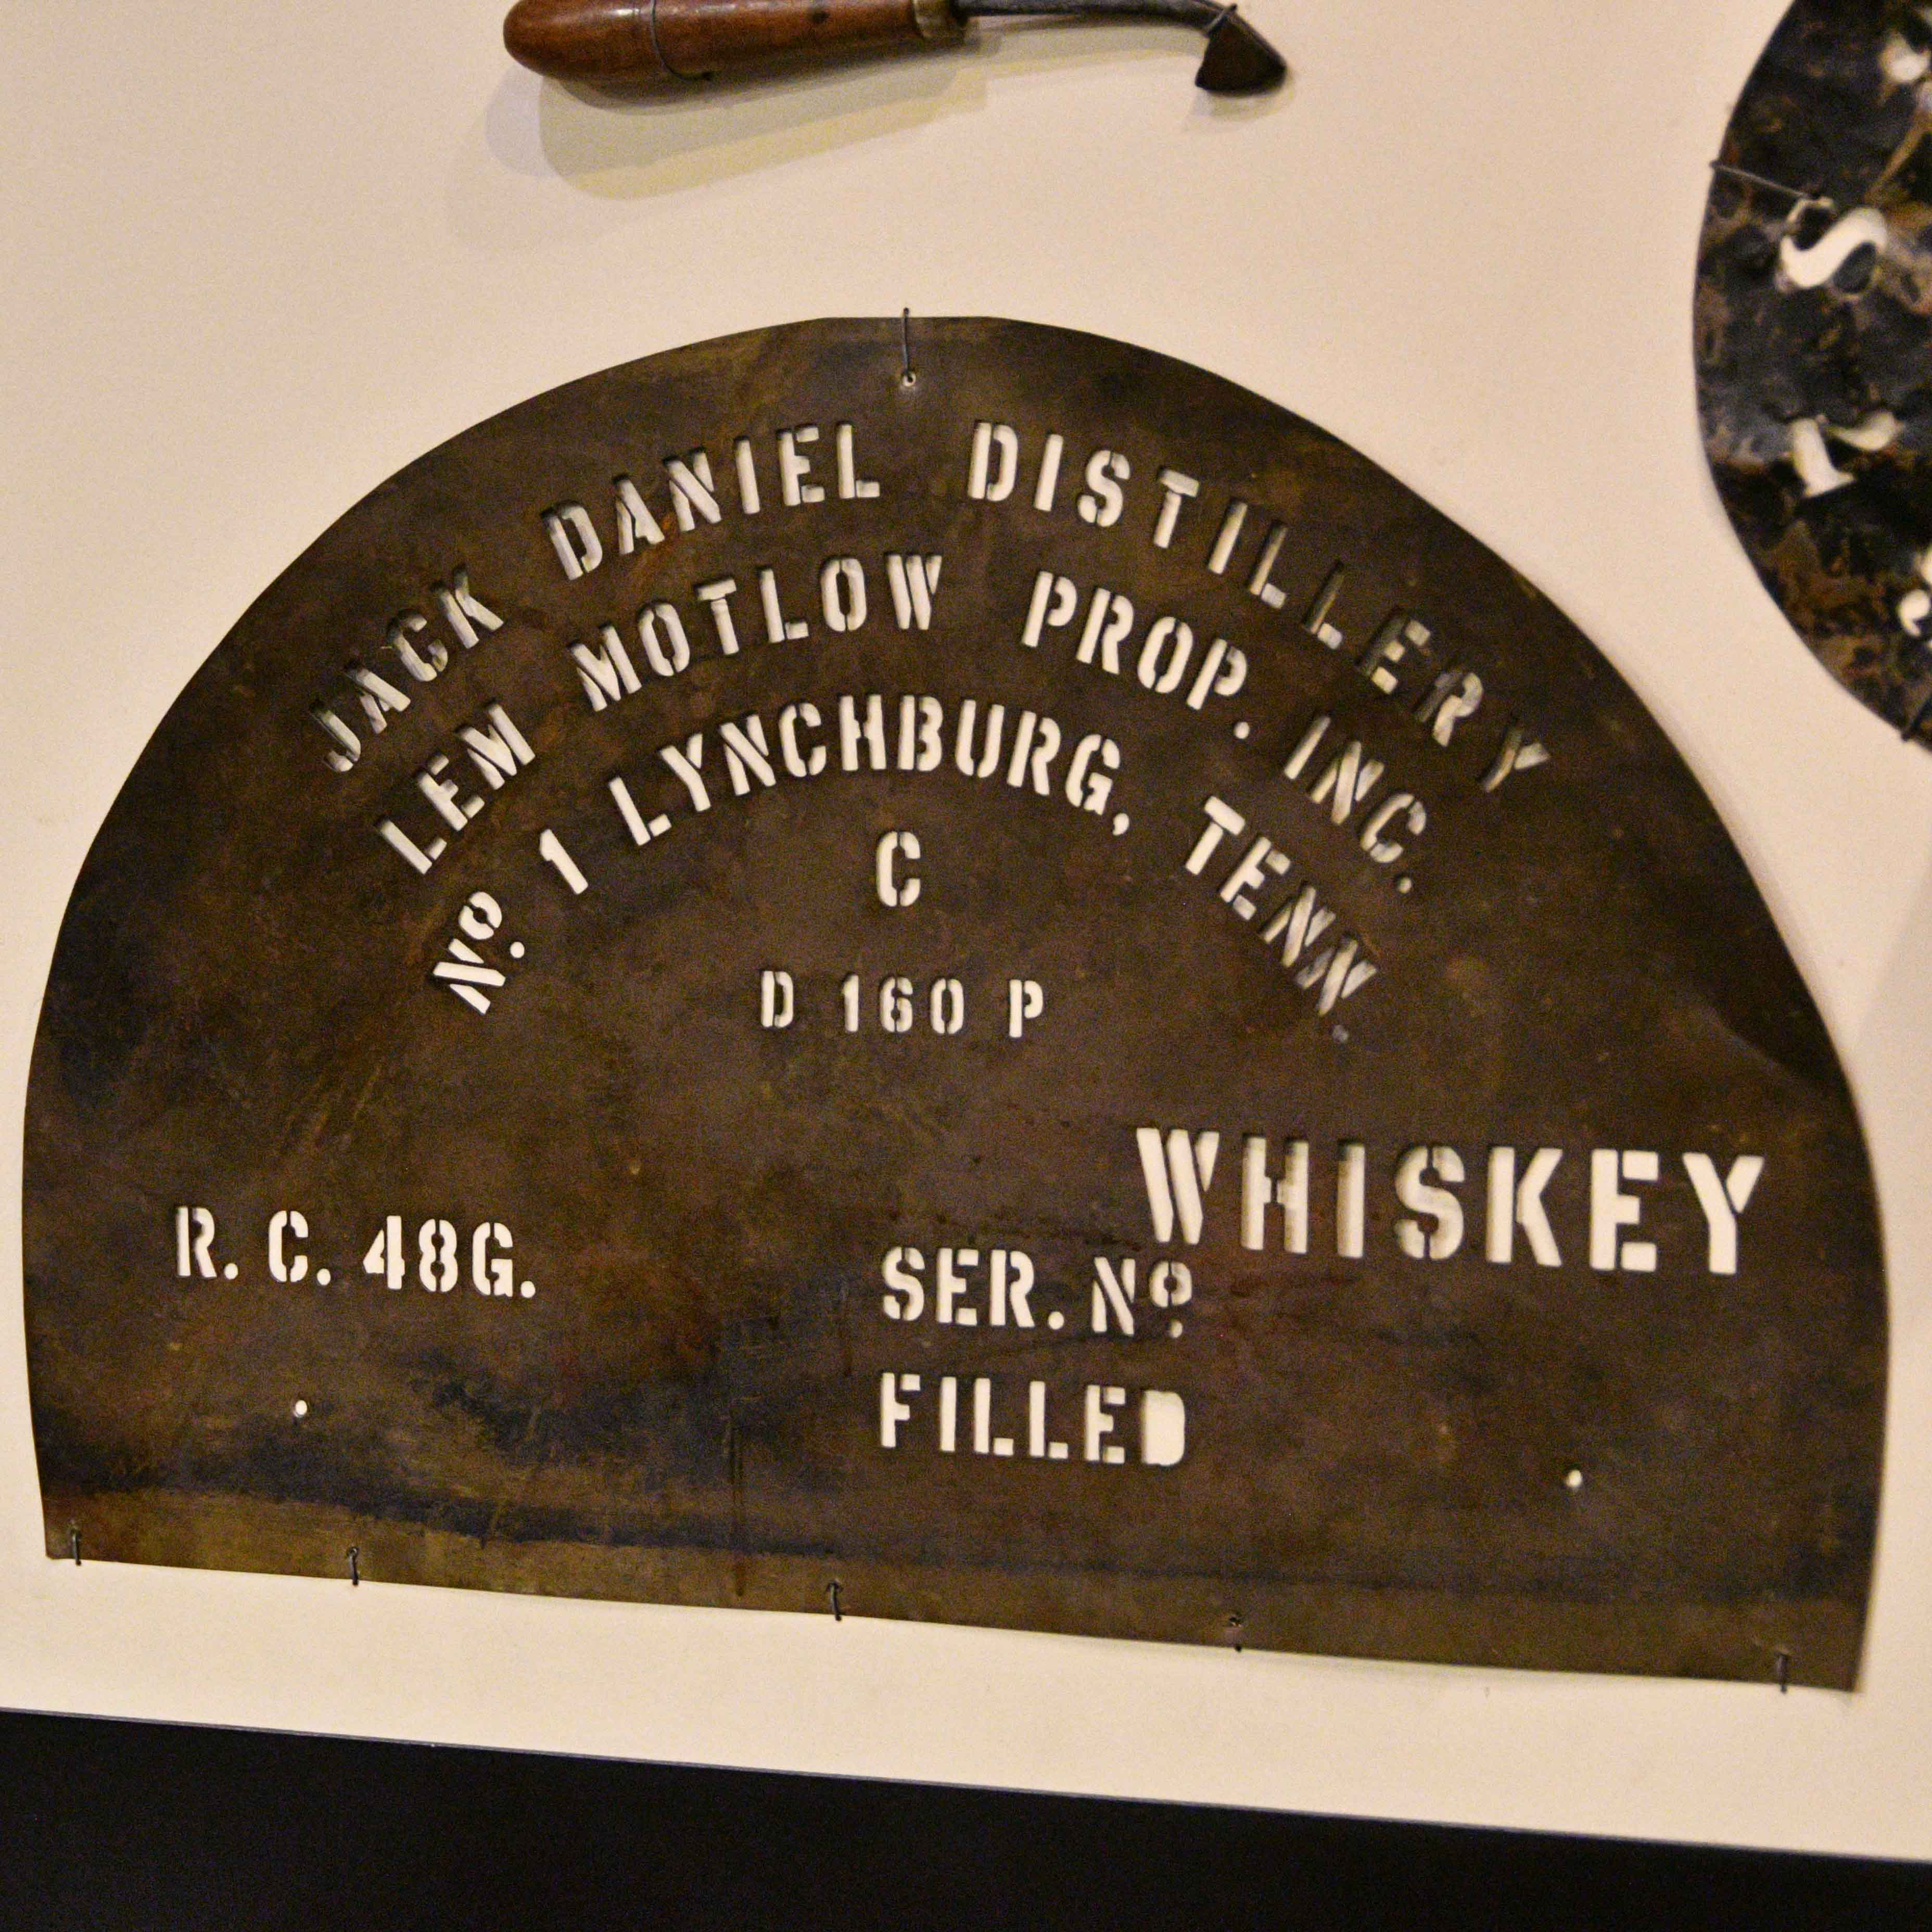 JACK DANIEL DISTILLERY
LEM MOTLOW PROP. INC.
Nº. 1 LYNCHBURG, TENN.
C
D 160 P
WHISKEY
R. C. 48G.
SER. Nº.
FILLED
S